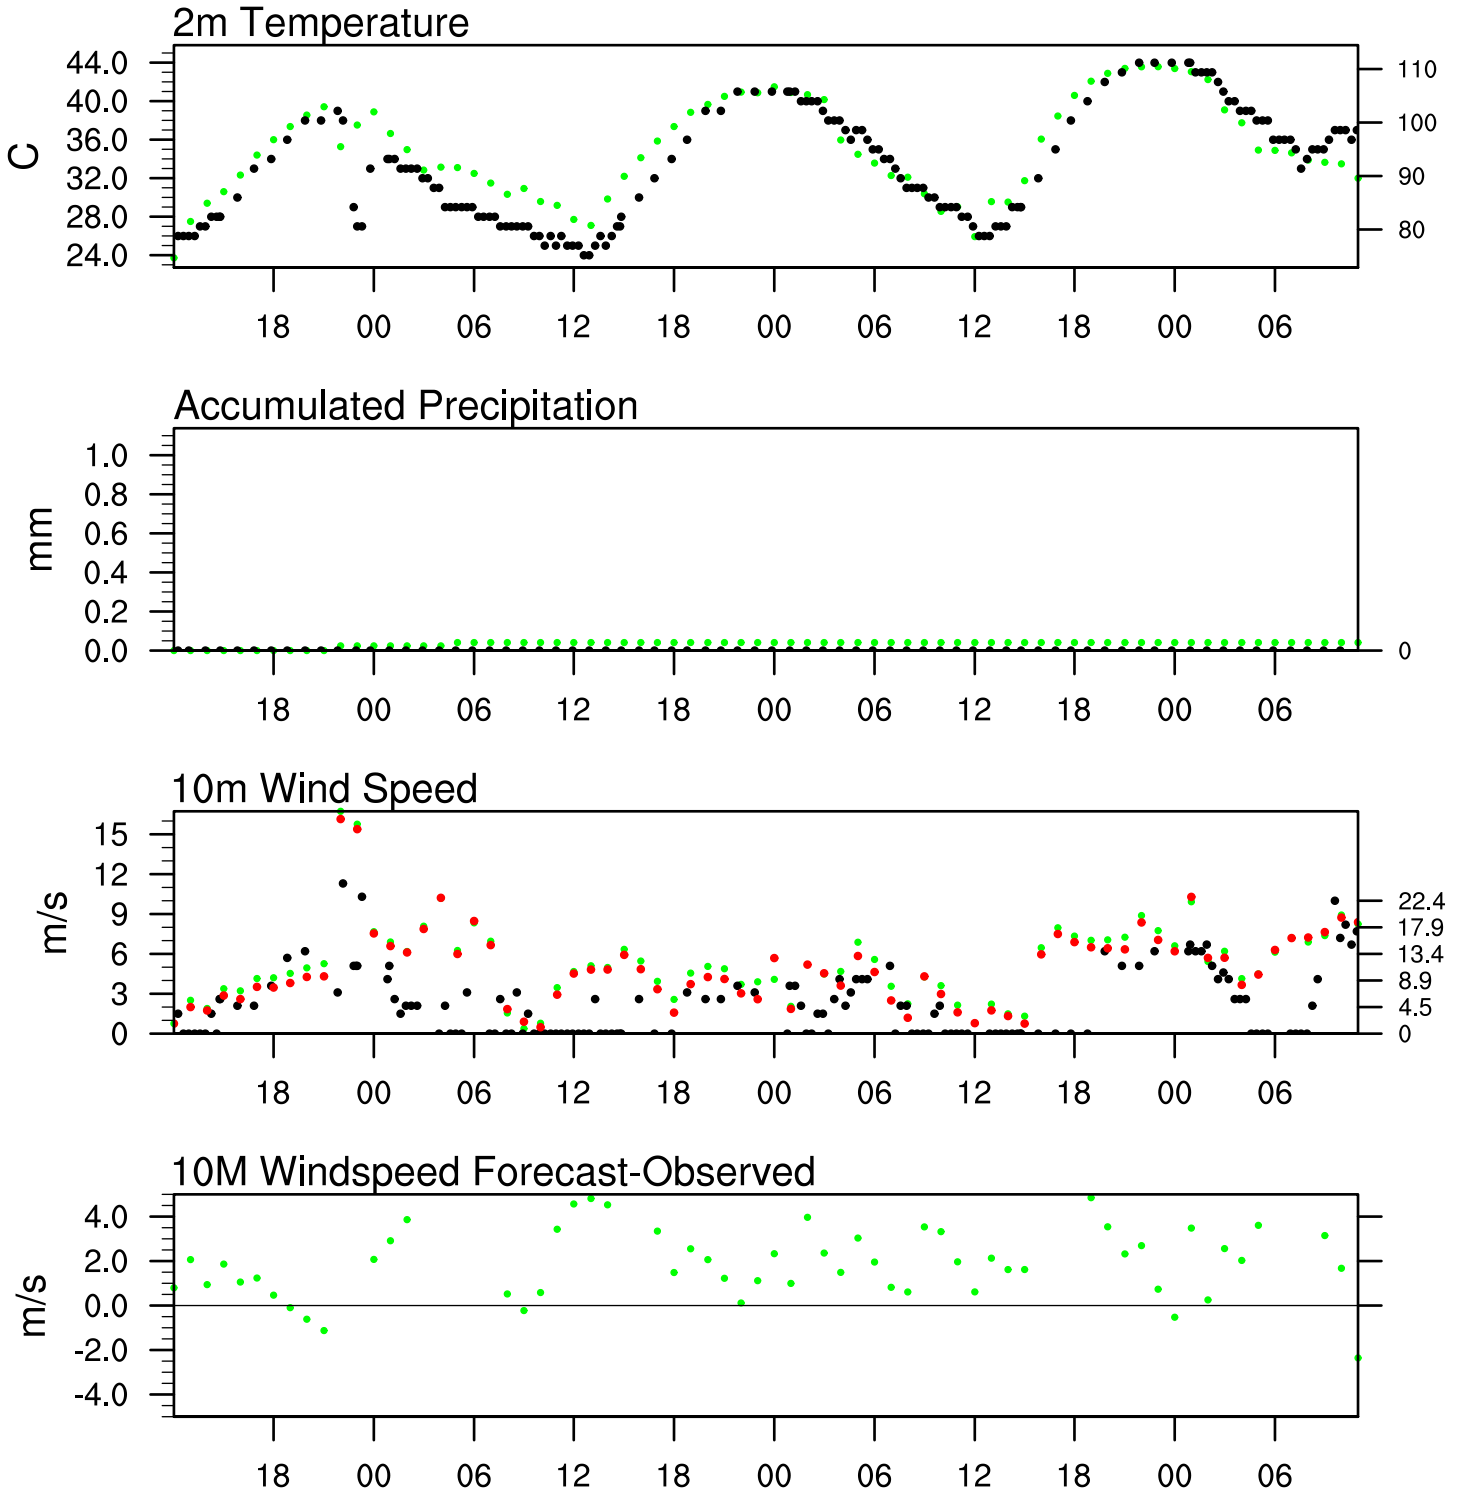 2m Temperature
44.0
40.0
36.0
32.0
28.0
24.0
C
110
100
90
80
18 00 06 12 18 00 06 12 18 00 06
Accumulated Precipitation
1.0
0.8
0.6
0.4
0.2
0.0
mm
0
18 00 06 12 18 00 06 12 18 00 06
10m Wind Speed
15
12
9
6
3
0
m/s
22.4
17.9
13.4
8.9
4.5
0
18 00 06 12 18 00 06 12 18 00 06
10M Windspeed Forecast-Observed
4.0
2.0
0.0
-2.0
-4.0
m/s
18 00 06 12 18 00 06 12 18 00 06